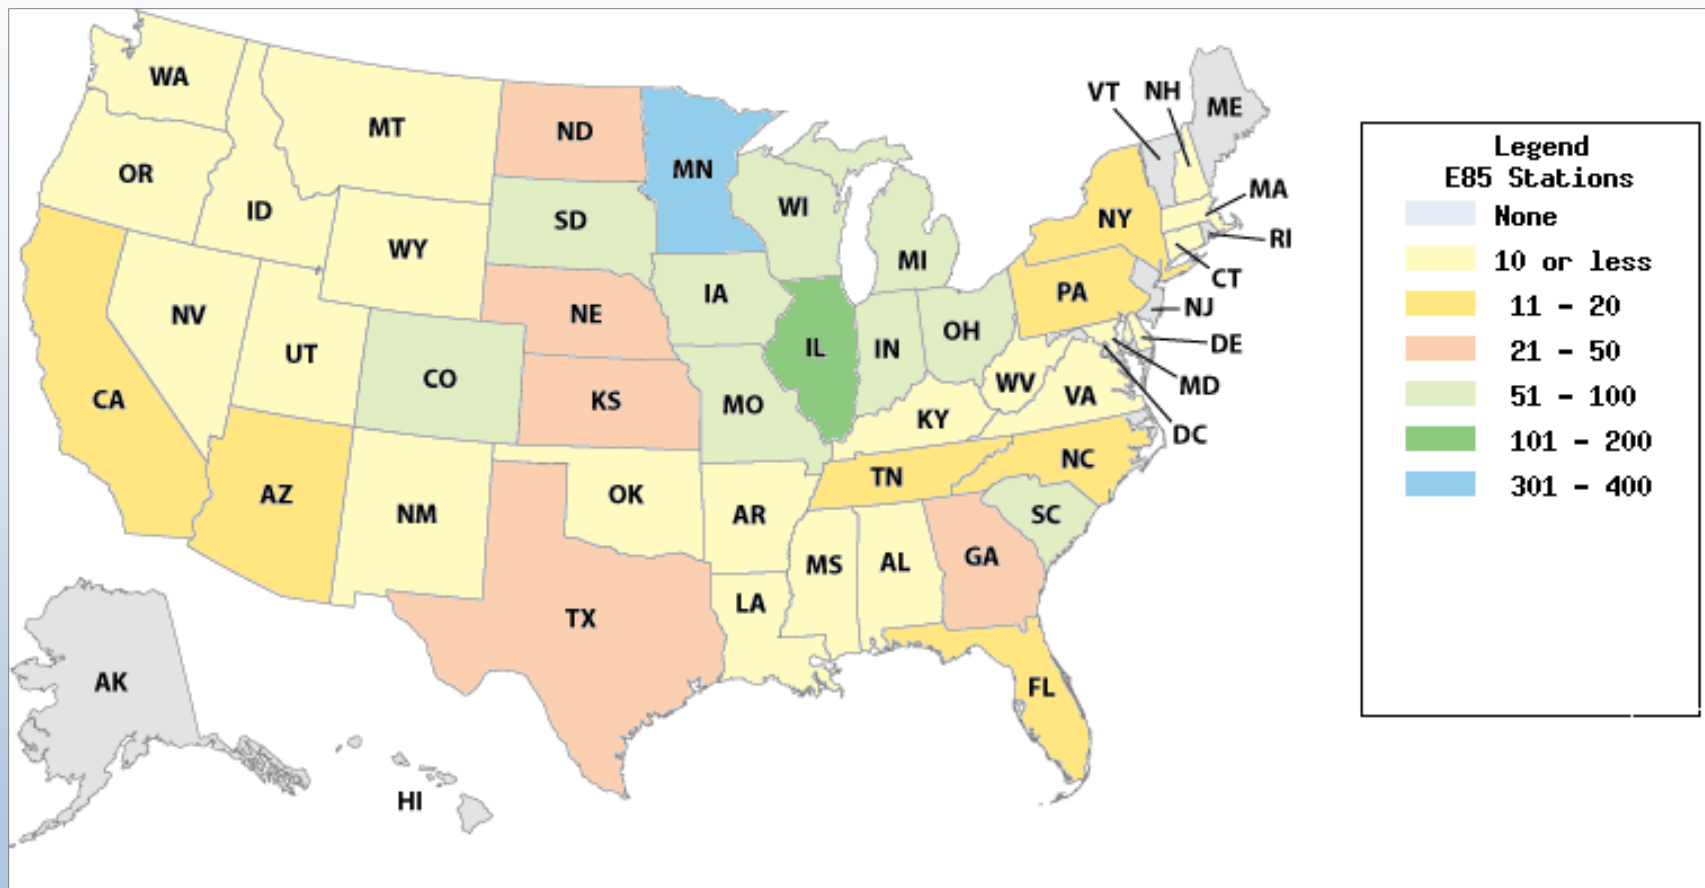 WA
MT
ND
MN
VT
NH
ME
OR
ID
SD
WI
MA
WY
NY
RI
MI
CT
NV
NE
IA
PA
NJ
UT
IL
IN
OH
DE
CO
MD
CA
KS
MO
WV
VA
KY
DC
AZ
NM
OK
AR
TN
NC
SC
MS
AL
GA
LA
TX
AK
FL
HI
Legend
E85 Stations
None
10 or less
11 - 20
21 - 50
51 - 100
101 - 200
301 - 400